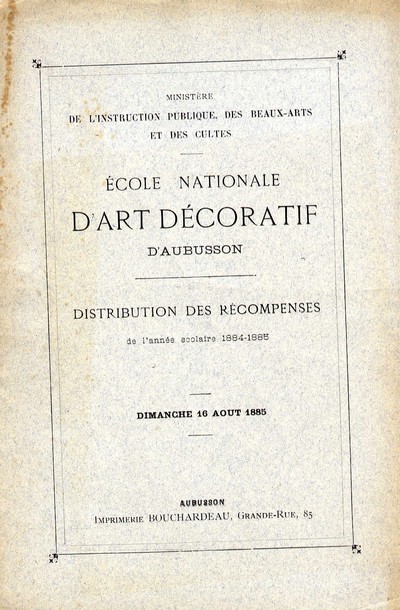 MINISTÈRE
DE L'INSTRUCTION PUBLIQUE, DES BEAUX-ARTS
ET DES CULTES
ÉCOLE NATIONALE
D'ART DÉCORATIF
D'AUBUSSON
DISTRIBUTION DES RÉCOMPENSES
de l'année scolaire 1884-1885
DIMANCHE 16 AOUT 1885
AUBUSSON
IMPRIMERIE BOUCHARDEAU, GRANDE-RUE, 85